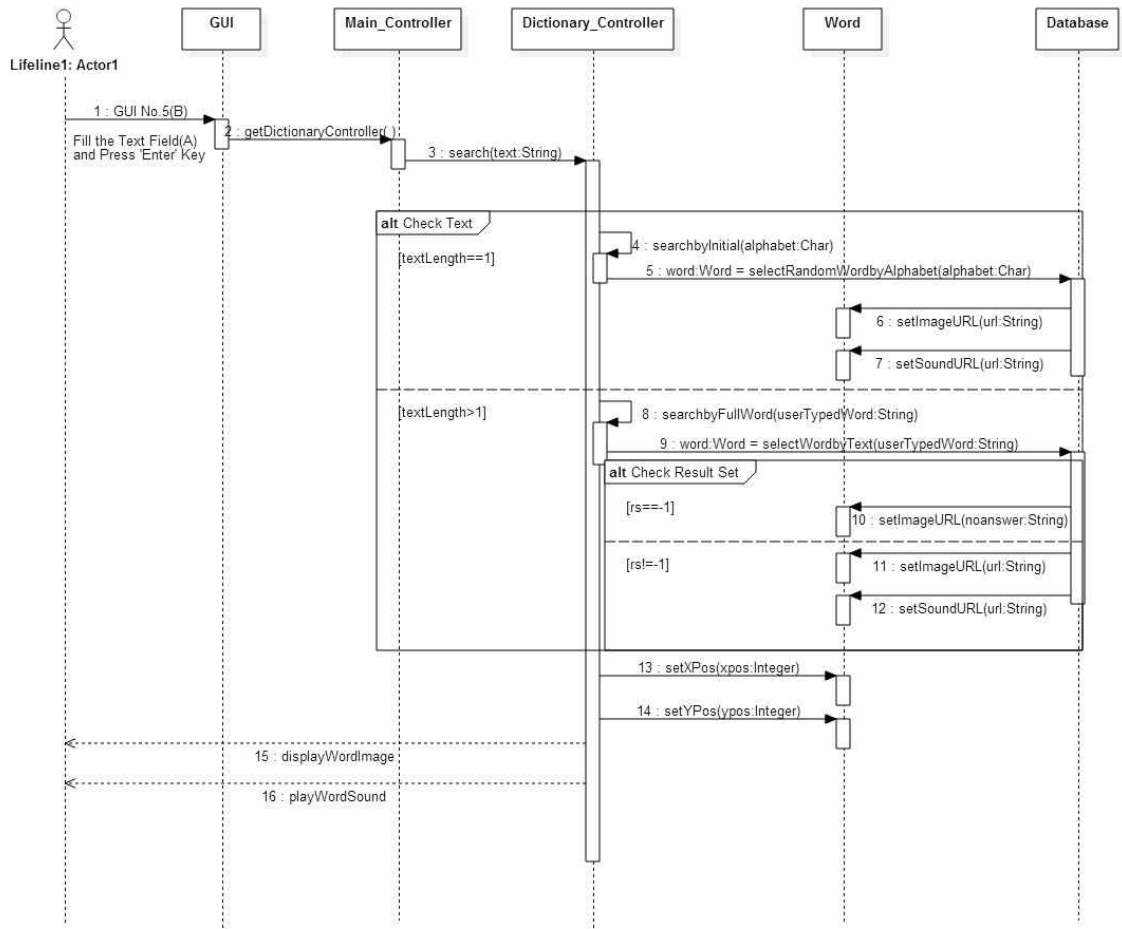 GUI
Main_Controller
Dictionary_Controller
Word
Database
Lifeline1: Actor1
1 : GUI No.5(B)
Fill the Text Field(A)
and Press 'Enter' Key
2 : getDictionaryController( )
3 : search(text:String)
alt Check Text
[textLength==1]
4 : searchbyInitial(alphabet:Char)
5 : word:Word = selectRandomWordbyAlphabet(alphabet:Char)
6 : setImageURL(url:String)
7 : setSoundURL(url:String)
[textLength>1]
8 : searchbyFullWord(userTypedWord:String)
9 : word:Word = selectWordbyText(userTypedWord:String)
alt Check Result Set
[rs==-1]
10 : setImageURL(noanswer:String)
[rs!=-1]
11 : setImageURL(url:String)
12 : setSoundURL(url:String)
13 : setXPos(xpos:Integer)
14 : setYPos(ypos:Integer)
15 : displayWordImage
16 : playWordSound